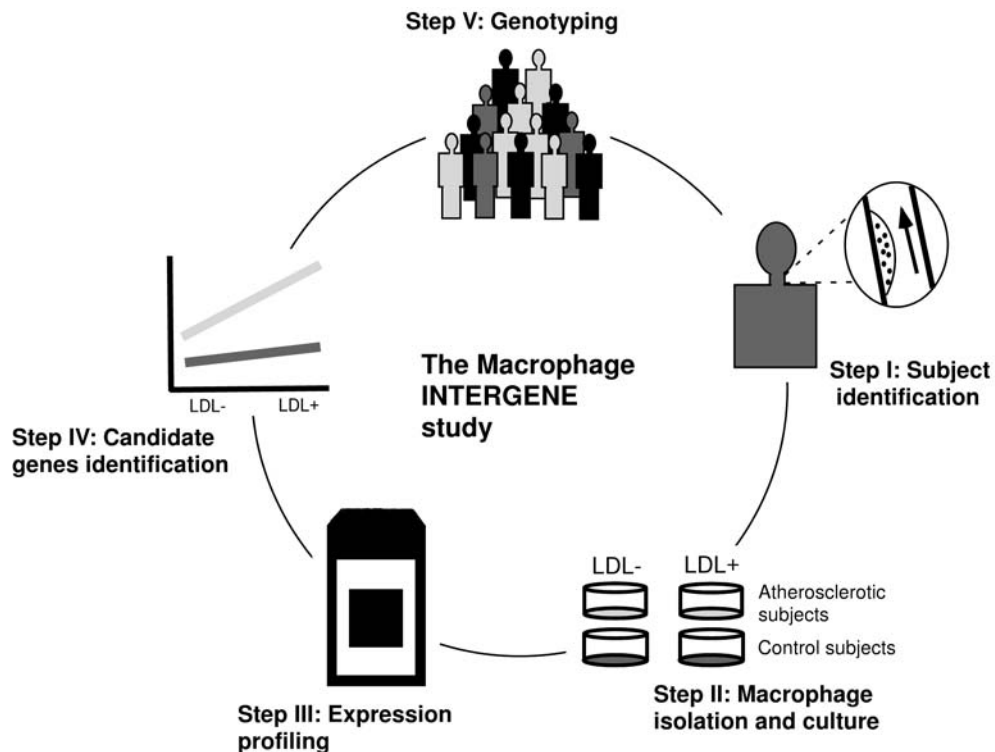 Step V: Genotyping
Step I: Subject
identification
The Macrophage
INTERGENE
study
LDL-
LDL+
Step IV: Candidate
genes identification
LDL-
LDL+
Atherosclerotic
subjects
Control subjects
Step II: Macrophage
isolation and culture
Step III: Expression
profiling